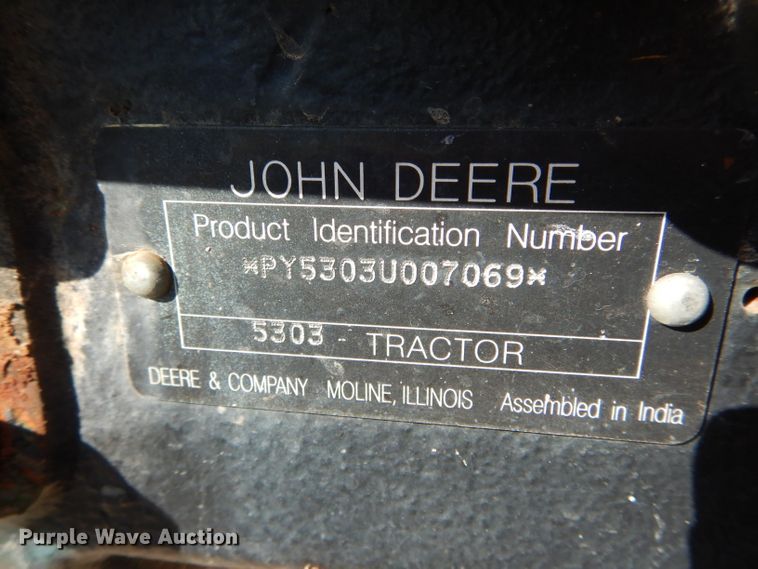 JOHN DEERE
Product Identification Number
*PY5303U007069*
5303 - TRACTOR
DEERE & COMPANY MOLINE, ILLINOIS Assembled in India
Purple Wave Auction